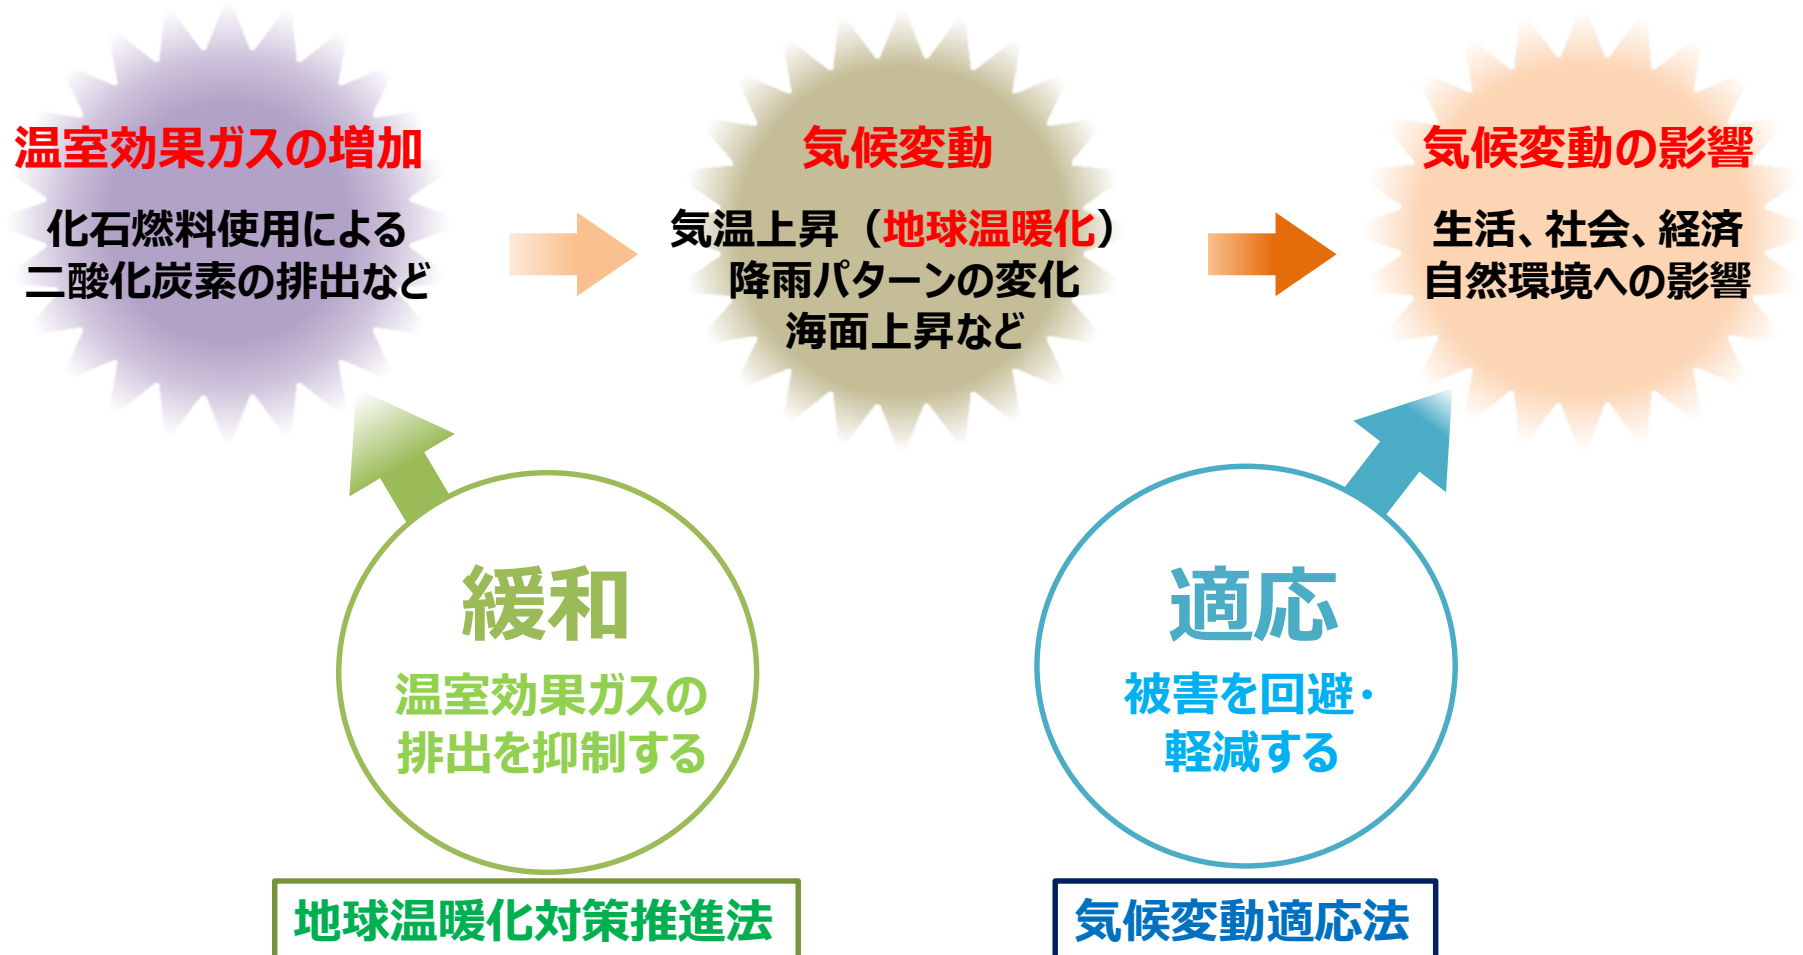 温室効果ガスの増加
化石燃料使用による
二酸化炭素の排出など
気候変動
気温上昇（地球温暖化）
降雨パターンの変化
海面上昇など
気候変動の影響
生活、社会、経済
自然環境への影響
緩和
温室効果ガスの
排出を抑制する
地球温暖化対策推進法
適応
被害を回避・
軽減する
気候変動適応法